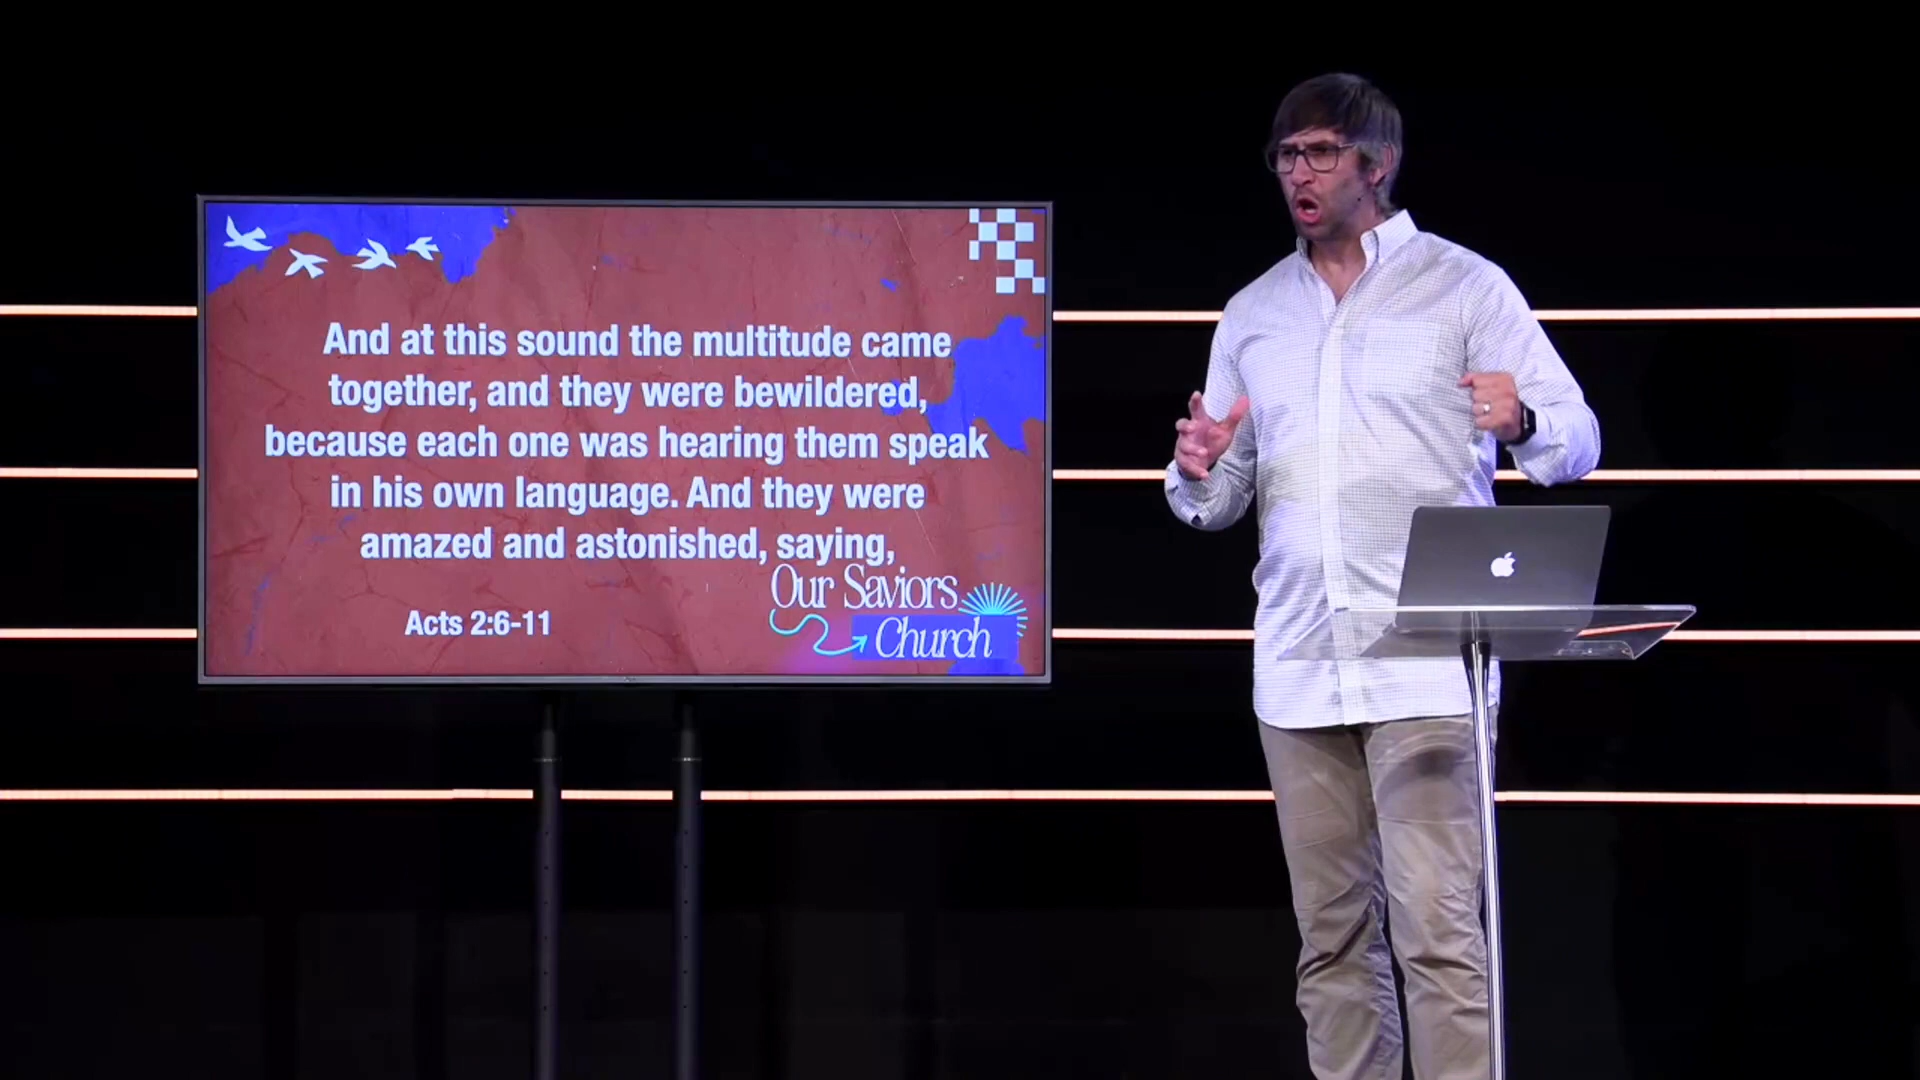 And at this sound the multitude came
together, and they were bewildered,
because each one was hearing them speak
in his own language. And they were
amazed and astonished, saying,
Acts 2:6-11
Our Saviors
Church